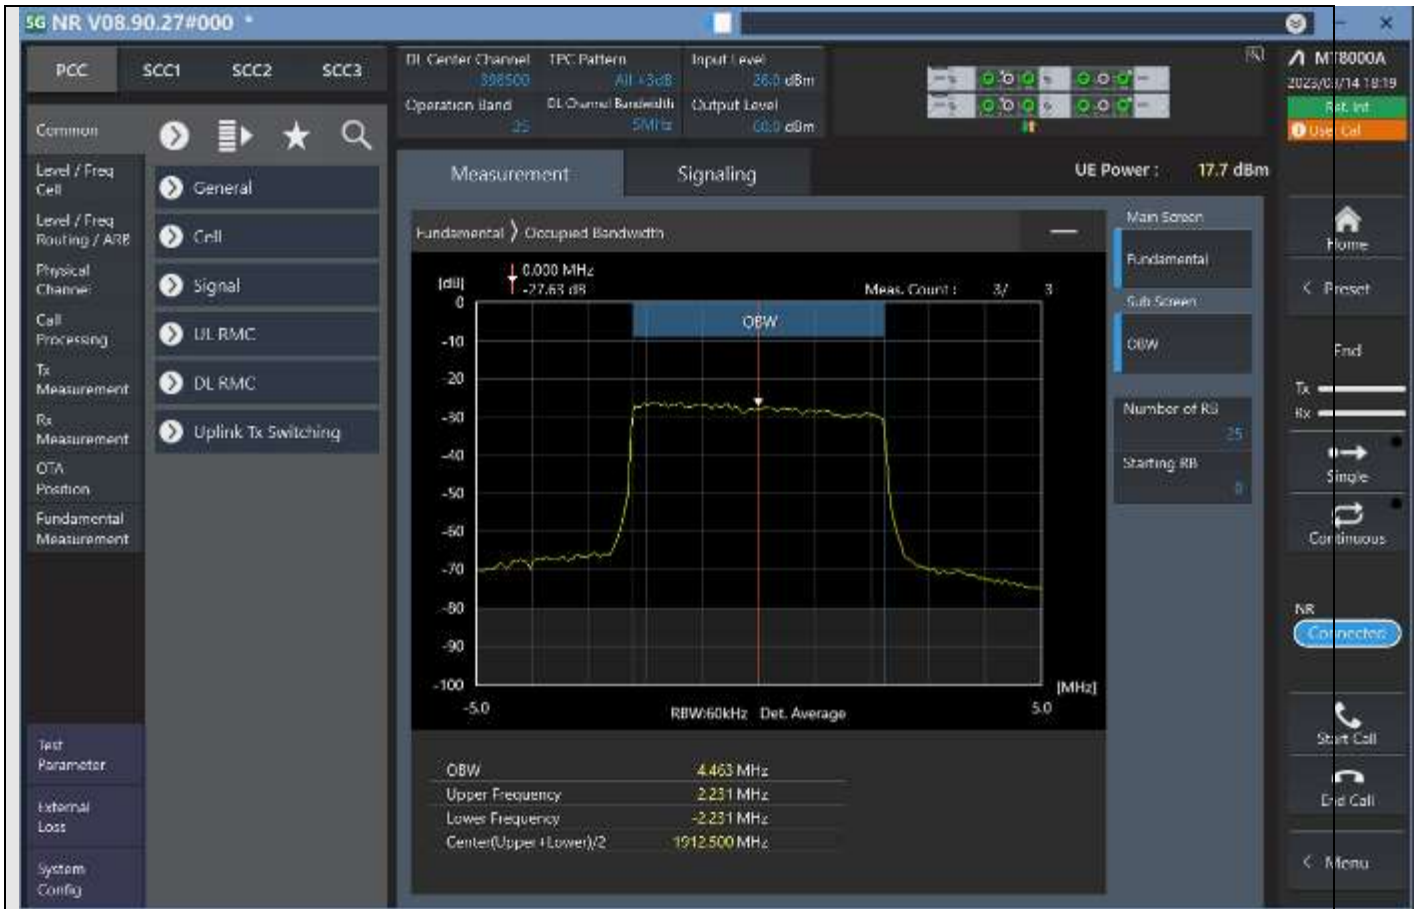 5G NR V08.90.27#000 *
PCC SCC1 SCC2 SCC3
DL Center Channel TPC Pattern Input Level
398500 All +3dB 26.0 dBm
Operation Band DL Channel Bandwidth Output Level
25 5MHz -60.0 dBm
MT8000A
2023/03/14 18:19
Ref. Int
User Cal
Common
Level / Freq
Cell
Level / Freq
Routing / ARB
Physical
Channel
Call
Processing
Tx
Measurement
Rx
Measurement
OTA
Position
Fundamental
Measurement
Test
Parameter
External
Loss
System
Config
General
Cell
Signal
UL RMC
DL RMC
Uplink Tx Switching
Measurement Signaling
UE Power : 17.7 dBm
Fundamental Occupied Bandwidth
0.000 MHz
-27.63 dB
Meas. Count : 3/ 3
[dB]
OBW
0
-10
-20
-30
-40
-50
-60
-70
-80
-90
-100
[MHz]
-5.0 5.0
RBW:60kHz Det. Average
OBW 4.463 MHz
Upper Frequency 2.231 MHz
Lower Frequency -2.231 MHz
Center(Upper+Lower)/2 1912.500 MHz
Main Screen
Fundamental
Sub Screen
OBW
Number of RB
25
Starting RB
0
Home
< Preset
End
Tx
Rx
Single
Continuous
NR
Connected
Start Call
End Call
< Menu